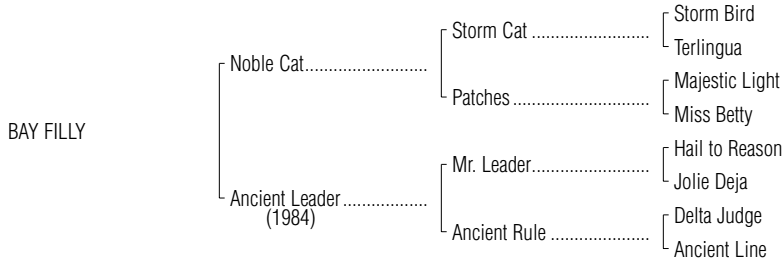 Storm Bird
Storm Cat ..............................
Terlingua
Noble Cat................................
Majestic Light
Patches ..................................
Miss Betty
BAY FILLY
Hail to Reason
Mr. Leader..............................
Jolie Deja
Ancient Leader ......................
(1984)
Delta Judge
Ancient Rule .........................
Ancient Line